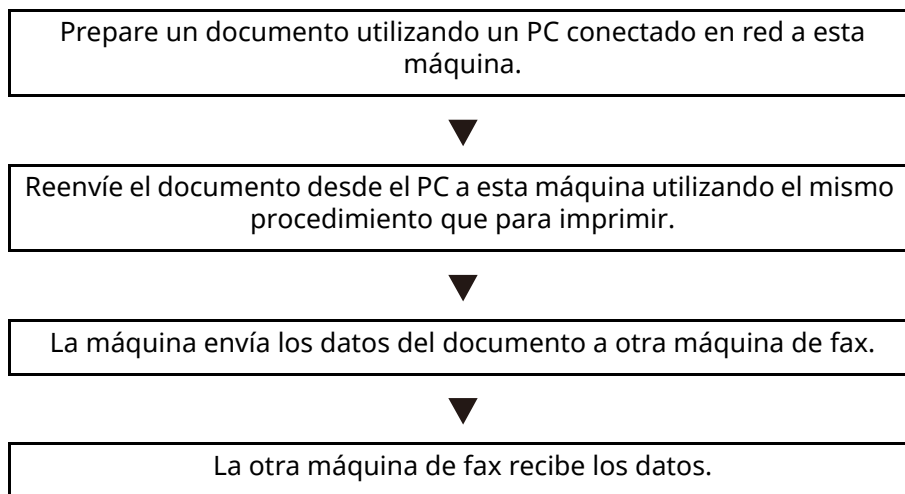 Prepare un documento utilizando un PC conectado en red a esta
máquina.
Reenvíe el documento desde el PC a esta máquina utilizando el mismo
procedimiento que para imprimir.
La máquina envía los datos del documento a otra máquina de fax.
La otra máquina de fax recibe los datos.